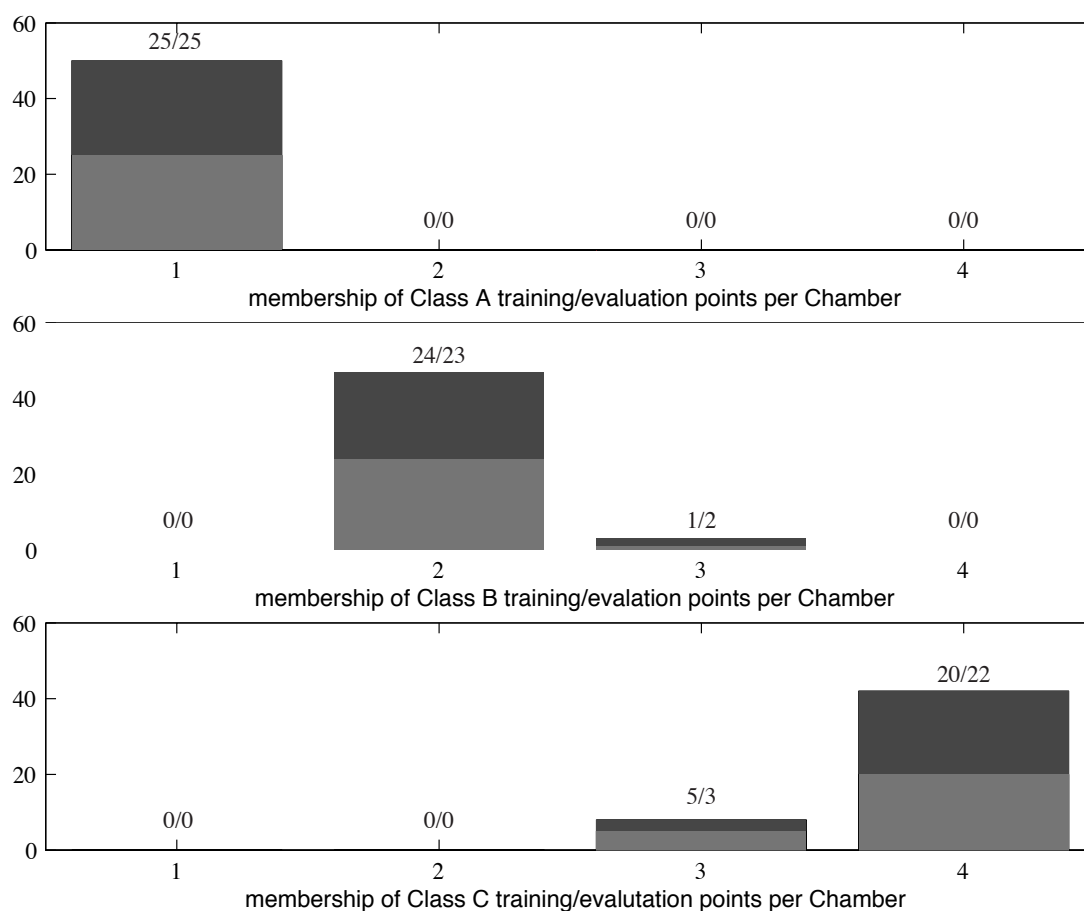 60
25/25
40
20
0/0 0/0 0/0
0
1 2 3 4
membership of Class A training/evaluation points per Chamber
60
24/23
40
20
0/0 1/2 0/0
0
1 2 3 4
membership of Class B training/evalation points per Chamber
60
20/22
40
20
5/3
0/0 0/0
0
1 2 3 4
membership of Class C training/evalutation points per Chamber